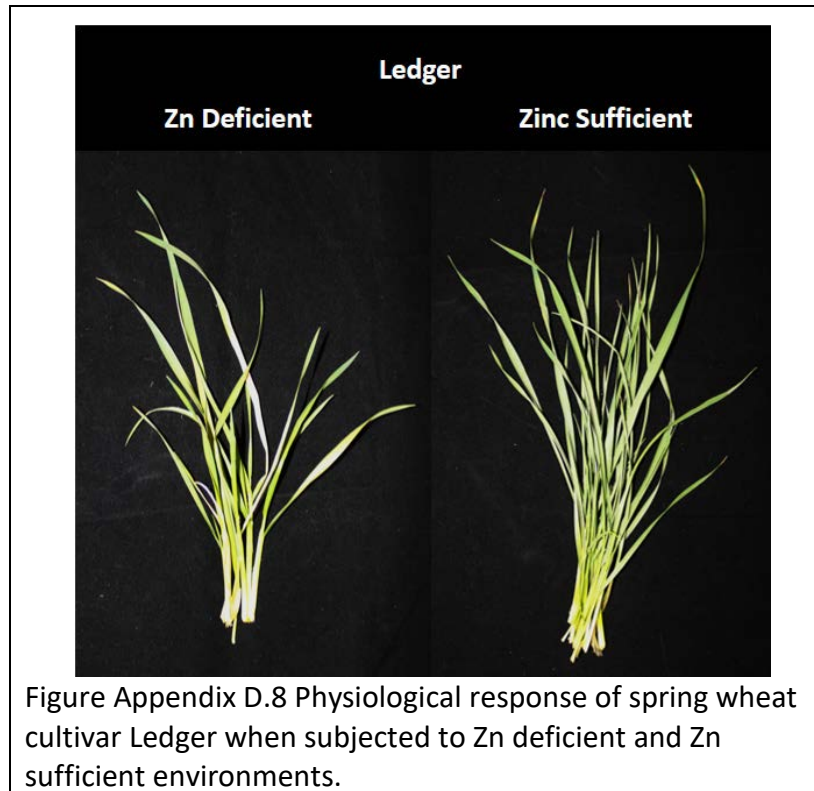 Ledger
Zn Deficient Zinc Sufficient
Figure Appendix D.8 Physiological response of spring wheat
cultivar Ledger when subjected to Zn deficient and Zn
sufficient environments.